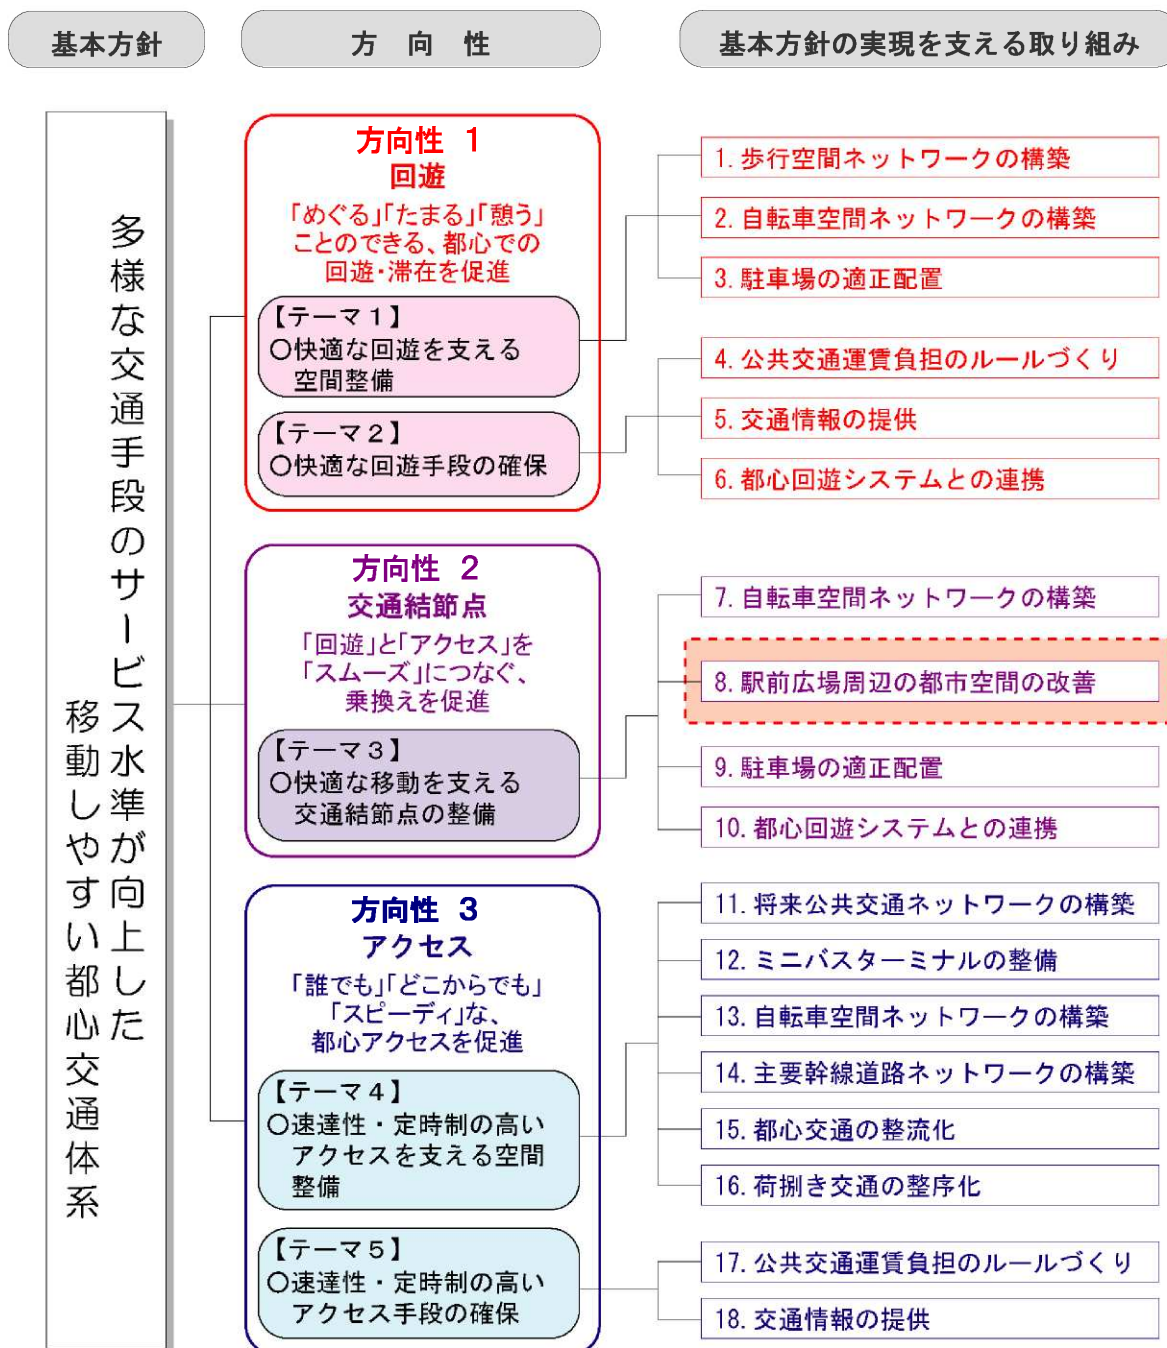 基本方針
方 向 性
基本方針の実現を支える取り組み
多様な交通手段のサービス水準が向上した
移動しやすい都心交通体系
方向性 1
回遊
「めぐる」「たまる」「憩う」
ことのできる、都心での
回遊・滞在を促進
【テーマ１】
○快適な回遊を支える
空間整備
【テーマ２】
○快適な回遊手段の確保
1. 歩行空間ネットワークの構築
2. 自転車空間ネットワークの構築
3. 駐車場の適正配置
4. 公共交通運賃負担のルールづくり
5. 交通情報の提供
6. 都心回遊システムとの連携
方向性 2
交通結節点
「回遊」と「アクセス」を
「スムーズ」につなぐ、
乗換えを促進
【テーマ３】
○快適な移動を支える
交通結節点の整備
7. 自転車空間ネットワークの構築
8. 駅前広場周辺の都市空間の改善
9. 駐車場の適正配置
10. 都心回遊システムとの連携
方向性 3
アクセス
「誰でも」「どこからでも」
「スピーディ」な、
都心アクセスを促進
【テーマ４】
○速達性・定時制の高い
アクセスを支える空間
整備
【テーマ５】
○速達性・定時制の高い
アクセス手段の確保
11. 将来公共交通ネットワークの構築
12. ミニバスターミナルの整備
13. 自転車空間ネットワークの構築
14. 主要幹線道路ネットワークの構築
15. 都心交通の整流化
16. 荷捌き交通の整序化
17. 公共交通運賃負担のルールづくり
18. 交通情報の提供